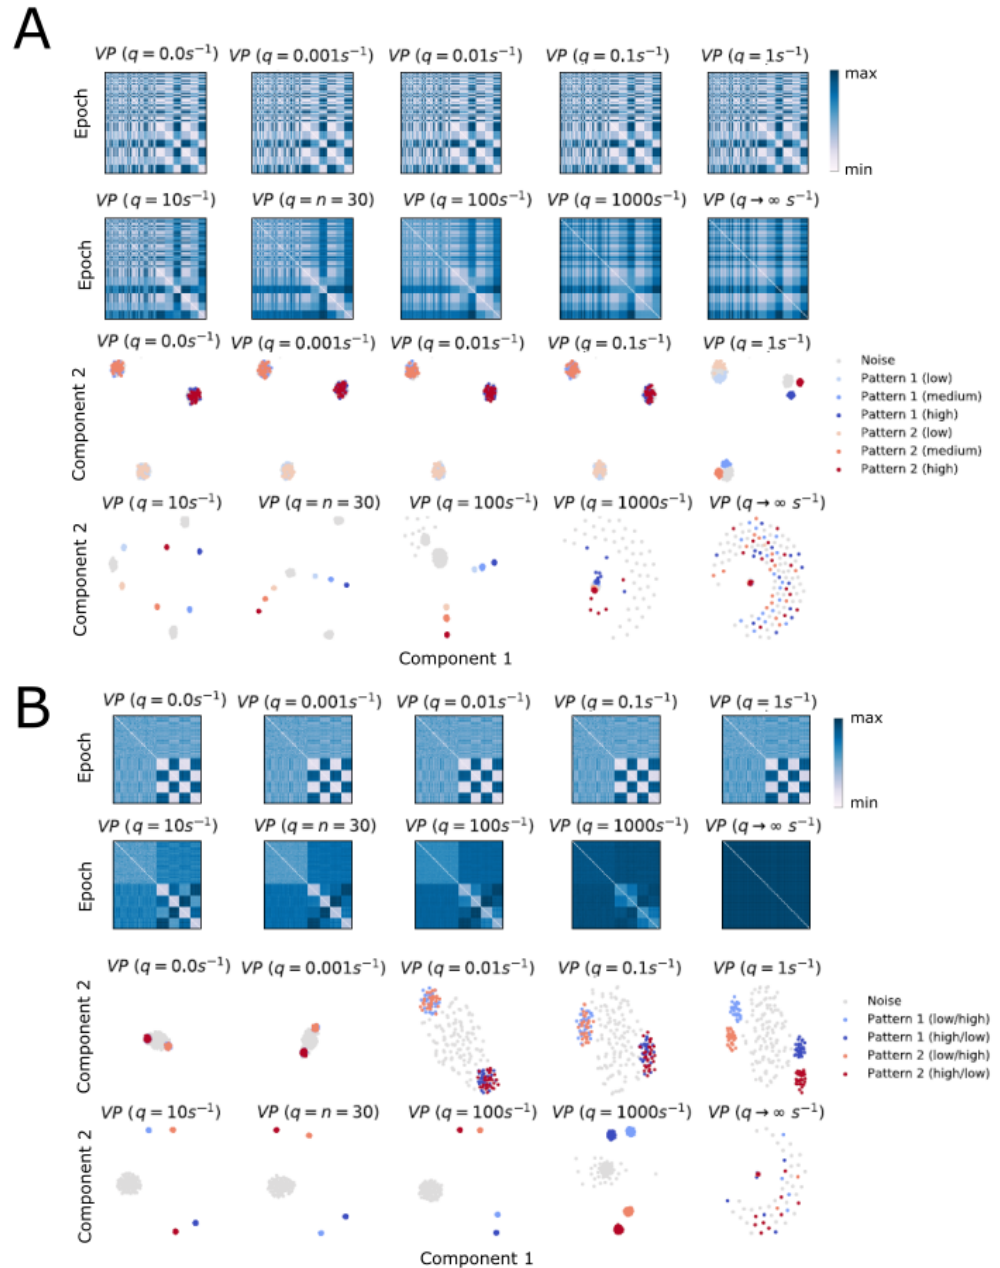 A
VP (q = 0.0s⁻¹) VP (q = 0.001s⁻¹) VP (q = 0.01s⁻¹) VP (q = 0.1s⁻¹) VP (q = 1s⁻¹)
max
Epoch
min
VP (q = 10s⁻¹) VP (q = n = 30) VP (q = 100s⁻¹) VP (q = 1000s⁻¹) VP (q → ∞ s⁻¹)
Epoch
VP (q = 0.0s⁻¹) VP (q = 0.001s⁻¹) VP (q = 0.01s⁻¹) VP (q = 0.1s⁻¹) VP (q = 1s⁻¹)
Component 2
Noise
Pattern 1 (low)
Pattern 1 (medium)
Pattern 1 (high)
Pattern 2 (low)
Pattern 2 (medium)
Pattern 2 (high)
VP (q = 10s⁻¹) VP (q = n = 30) VP (q = 100s⁻¹) VP (q = 1000s⁻¹) VP (q → ∞ s⁻¹)
Component 2
Component 1
B
VP (q = 0.0s⁻¹) VP (q = 0.001s⁻¹) VP (q = 0.01s⁻¹) VP (q = 0.1s⁻¹) VP (q = 1s⁻¹)
max
Epoch
min
VP (q = 10s⁻¹) VP (q = n = 30) VP (q = 100s⁻¹) VP (q = 1000s⁻¹) VP (q → ∞ s⁻¹)
Epoch
VP (q = 0.0s⁻¹) VP (q = 0.001s⁻¹) VP (q = 0.01s⁻¹) VP (q = 0.1s⁻¹) VP (q = 1s⁻¹)
Component 2
Noise
Pattern 1 (low/high)
Pattern 1 (high/low)
Pattern 2 (low/high)
Pattern 2 (high/low)
VP (q = 10s⁻¹) VP (q = n = 30) VP (q = 100s⁻¹) VP (q = 1000s⁻¹) VP (q → ∞ s⁻¹)
Component 2
Component 1